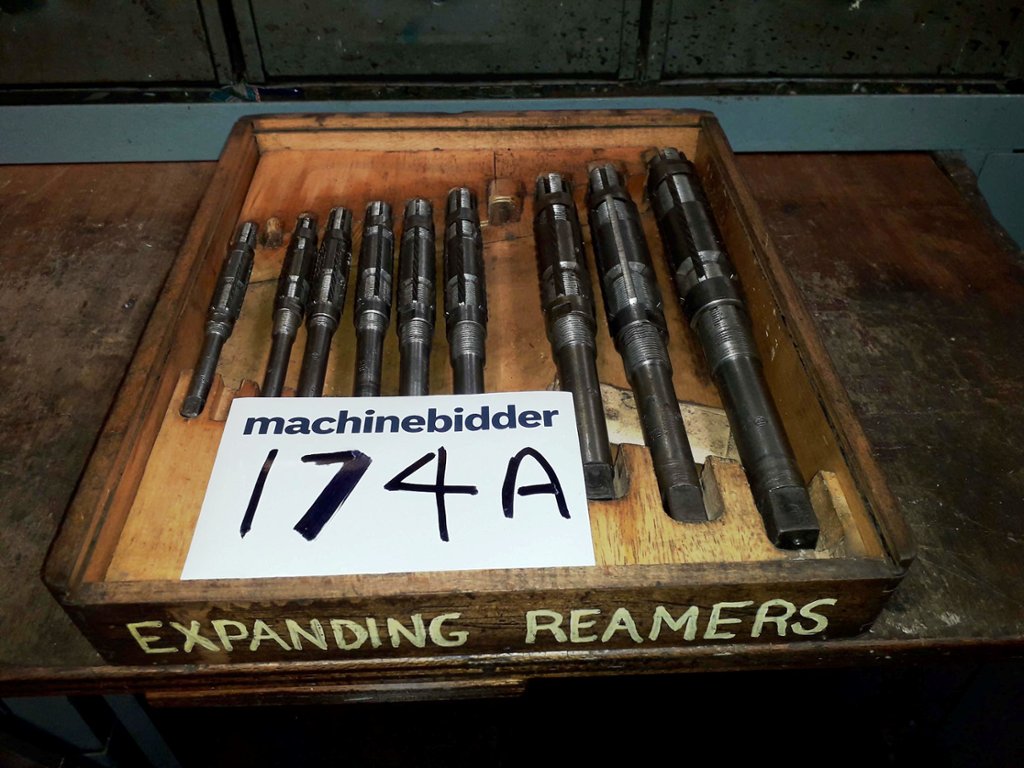 machinebidder
174A
EXPANDING REAMERS